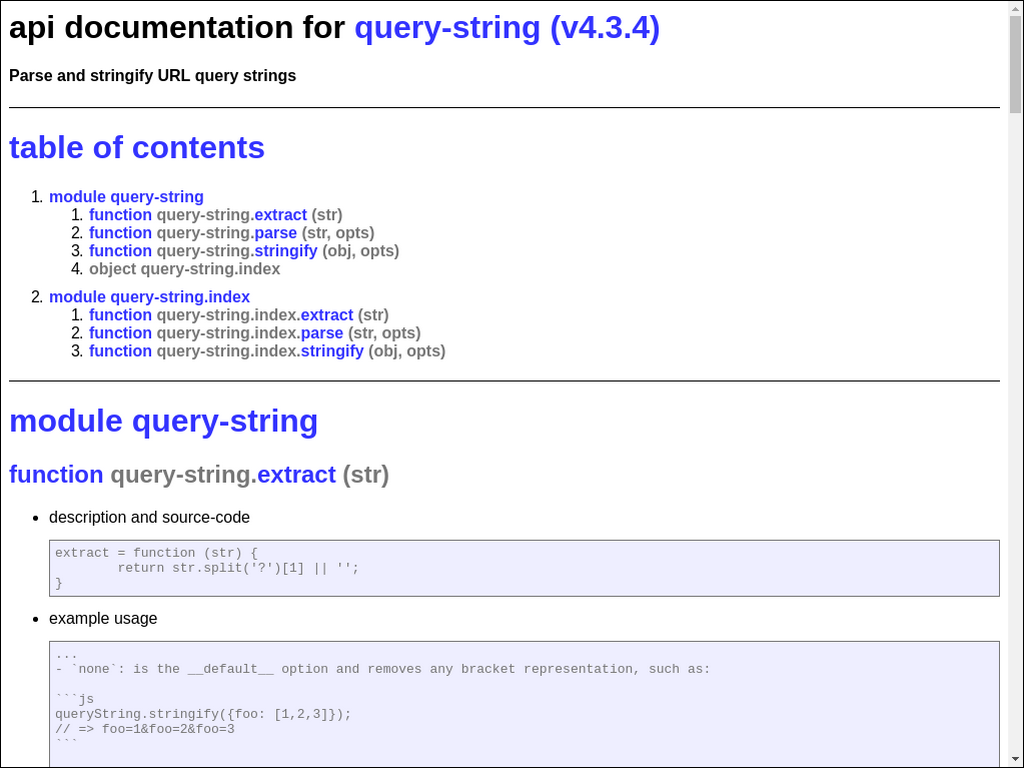 api documentation for query-string (v4.3.4)
Parse and stringify URL query strings
table of contents
1. module query-string
1. function query-string.extract (str)
2. function query-string.parse (str, opts)
3. function query-string.stringify (obj, opts)
4. object query-string.index
2. module query-string.index
1. function query-string.index.extract (str)
2. function query-string.index.parse (str, opts)
3. function query-string.index.stringify (obj, opts)
module query-string
function query-string.extract (str)
• description and source-code
extract = function (str) {
        return str.split('?')[1] || '';
}
• example usage
...
- `none`: is the __default__ option and removes any bracket representation, such as:
```js
queryString.stringify({foo: [1,2,3]});
// => foo=1&foo=2&foo=3
```